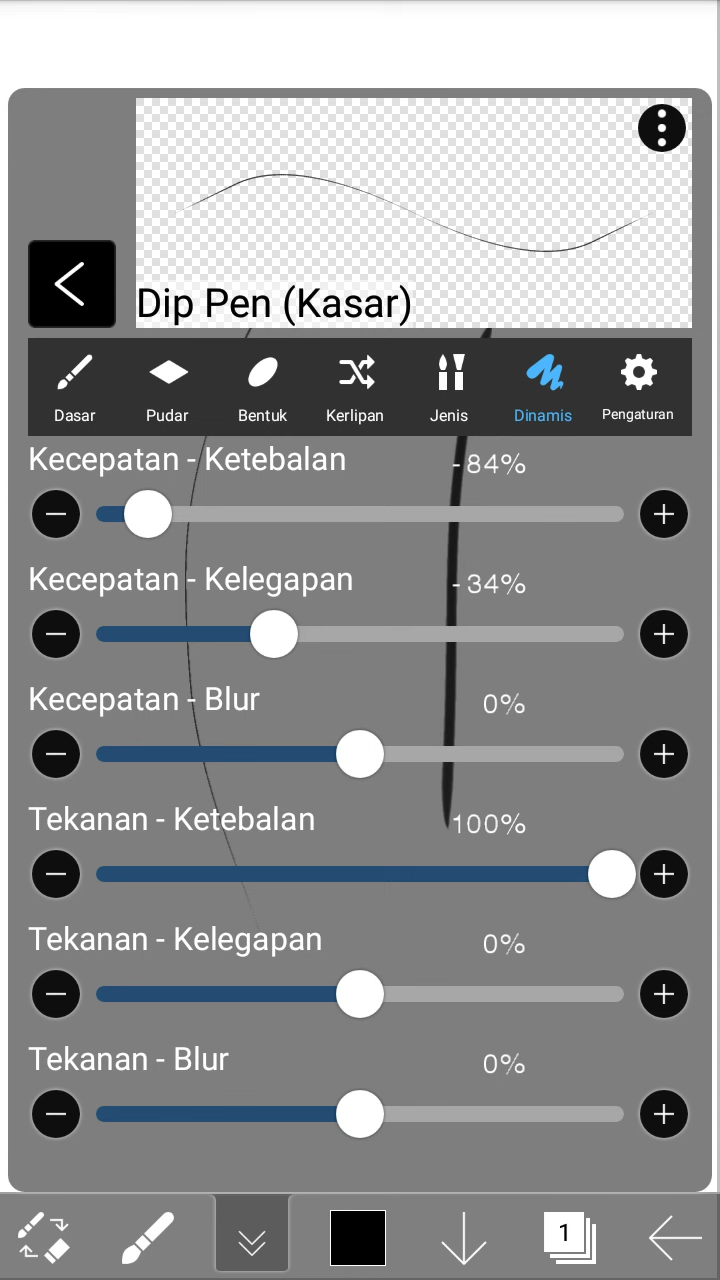 Dip Pen (Kasar)
Dasar Pudar Bentuk Kerlipan Jenis Dinamis Pengaturan
Kecepatan - Ketebalan -84%
Kecepatan - Kelegapan -34%
Kecepatan - Blur 0%
Tekanan - Ketebalan 100%
Tekanan - Kelegapan 0%
Tekanan - Blur 0%
1